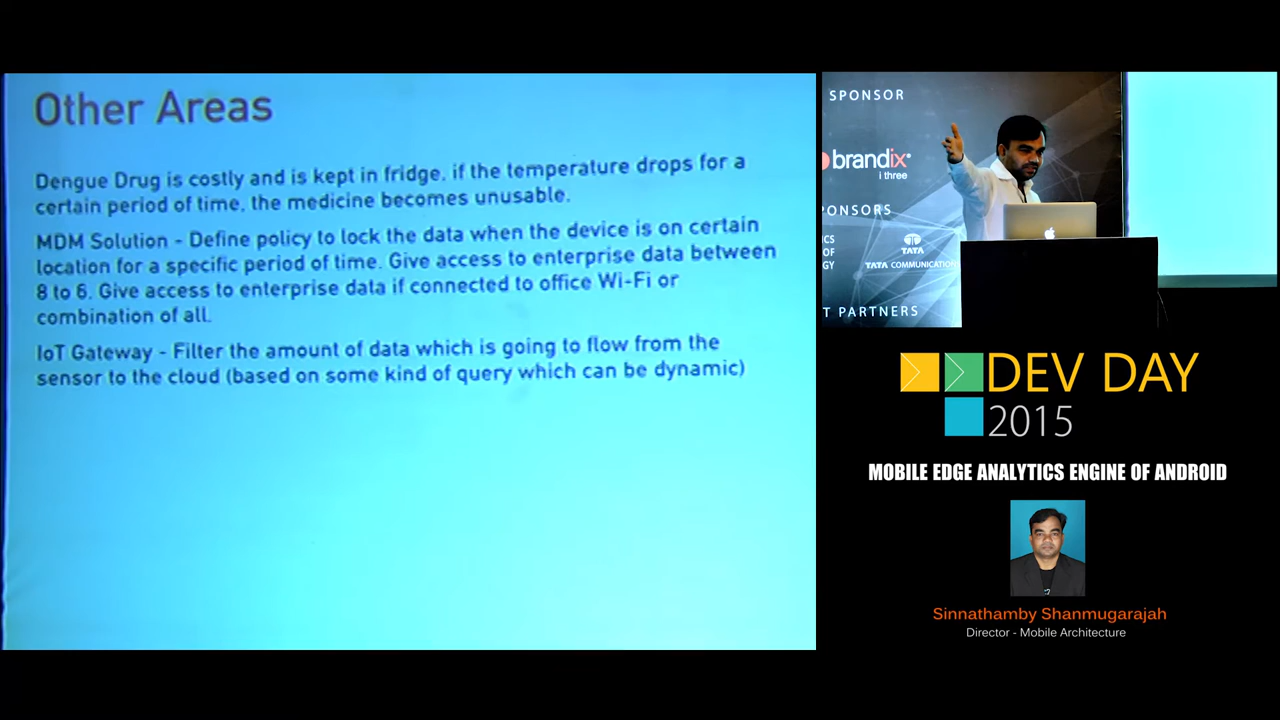 Other Areas
Dengue Drug is costly and is kept in fridge, if the temperature drops for a
certain period of time, the medicine becomes unusable.
MDM Solution - Define policy to lock the data when the device is on certain
location for a specific period of time. Give access to enterprise data between
8 to 6. Give access to enterprise data if connected to office Wi-Fi or
combination of all.
IoT Gateway - Filter the amount of data which is going to flow from the
sensor to the cloud (based on some kind of query which can be dynamic)
SPONSOR
brandix
i three
PONSORS
ICS
OF
GY
TATA
TATA COMMUNICATION
T PARTNERS
DEV DAY
2015
MOBILE EDGE ANALYTICS ENGINE OF ANDROID
Sinnathamby Shanmugarajah
Director - Mobile Architecture